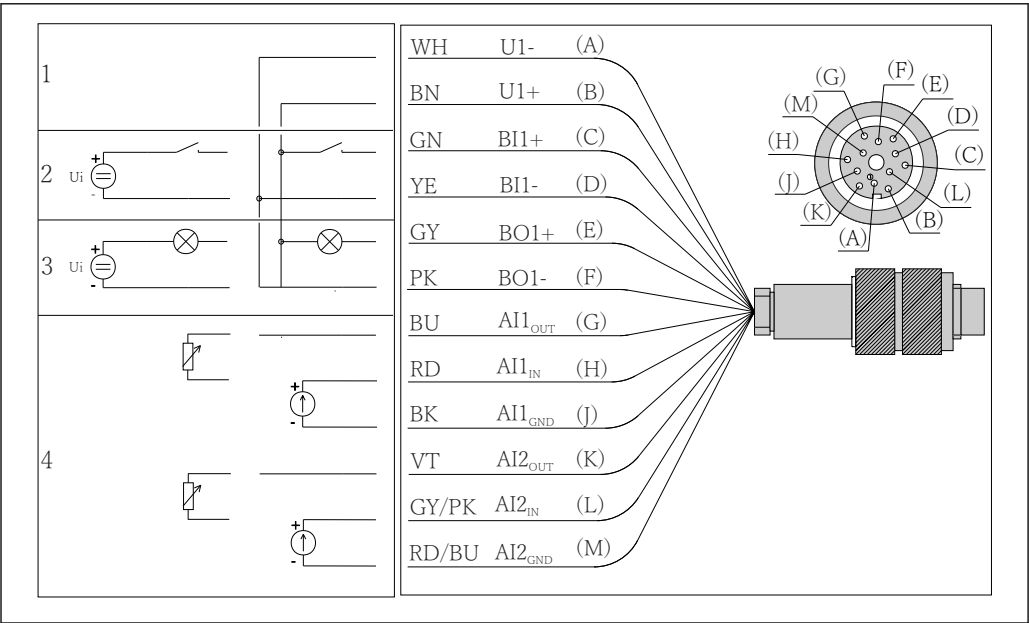 1
2
+
Ui
-
3
+
Ui
-
4
+
-
+
-
WH U1- (A)
BN U1+ (B)
GN BI1+ (C)
YE BI1- (D)
GY BO1+ (E)
PK BO1- (F)
BU AI1OUT (G)
RD AI1IN (H)
BK AI1GND (J)
VT AI2OUT (K)
GY/PK AI2IN (L)
RD/BU AI2GND (M)
(F)
(G) (E)
(M) (D)
(H) (C)
(J) (L)
(K) (B)
(A)